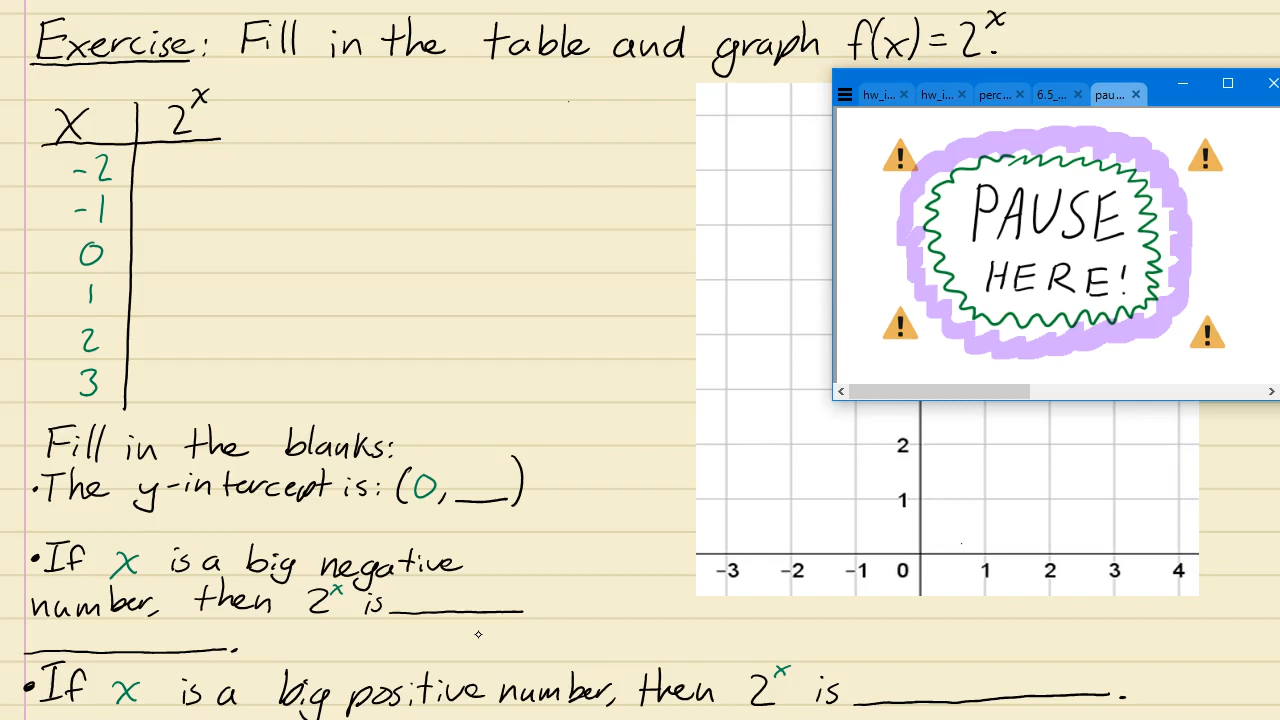 Exercise: Fill in the table and graph f(x) = 2^x.
x 2^x
-2
-1
0
1
2
3
Fill in the blanks:
• The y-intercept is: (0, __)
• If x is a big negative
number, then 2^x is ________
____________.
• If x is a big positive number, then 2^x is ____________.
hw_i... hw_i... perc... 6.5_... pau...
PAUSE
HERE!
2
1
-3 -2 -1 0 1 2 3 4